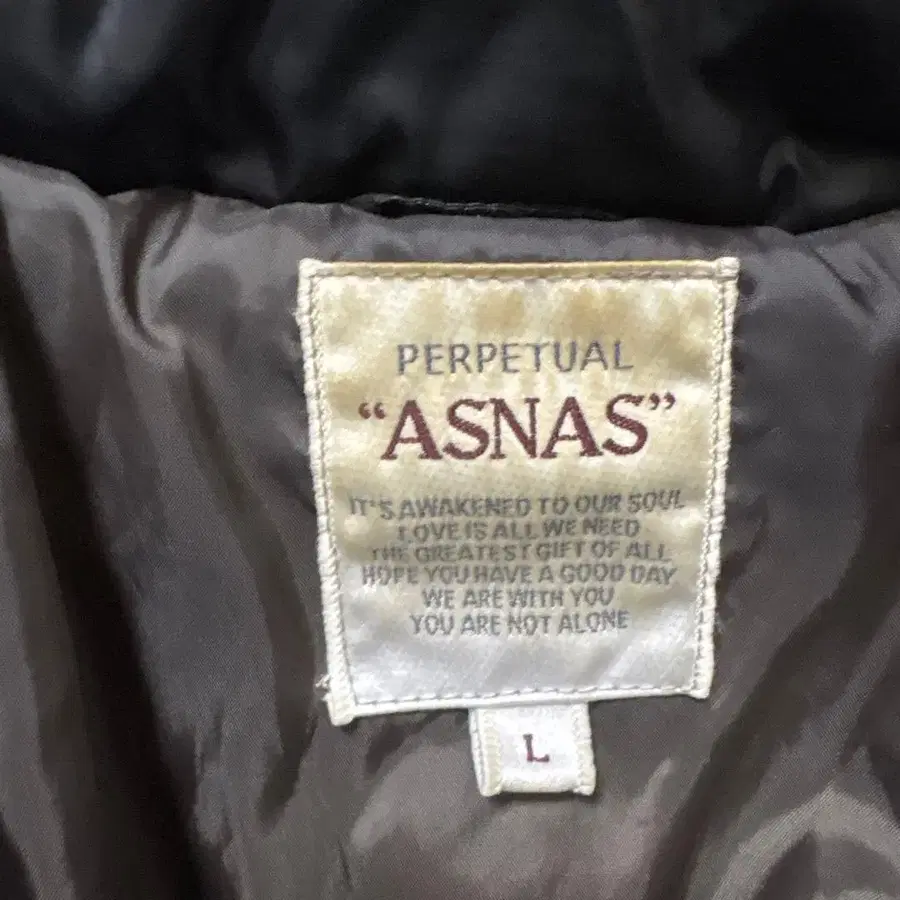 PERPETUAL
“ASNAS”
IT'S AWAKENED TO OUR SOUL
LOVE IS ALL WE NEED
THE GREATEST GIFT OF ALL
HOPE YOU HAVE A GOOD DAY
WE ARE WITH YOU
YOU ARE NOT ALONE
L